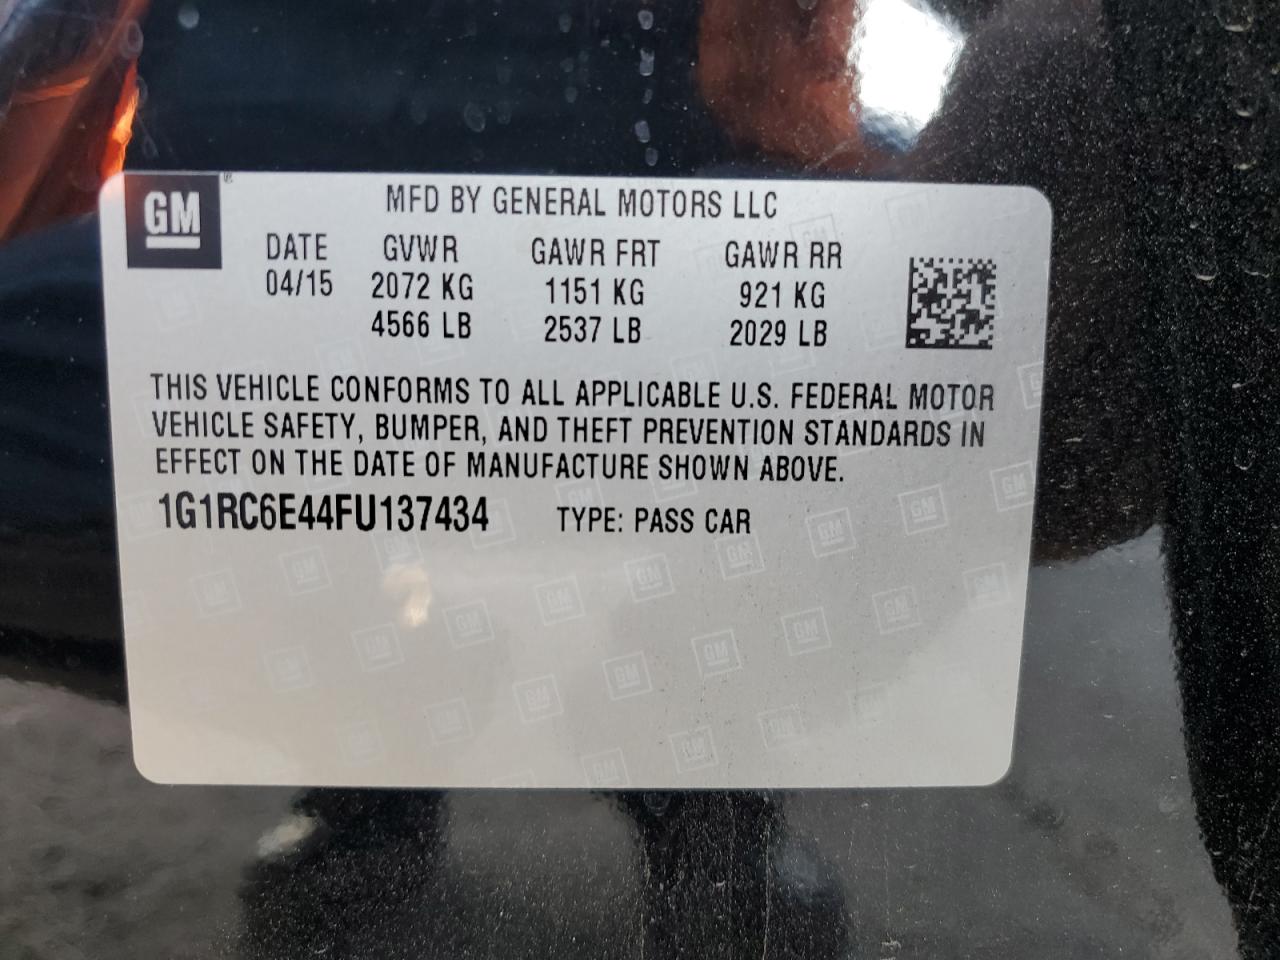 GM®
MFD BY GENERAL MOTORS LLC
DATE GVWR GAWR FRT GAWR RR
04/15 2072 KG 1151 KG 921 KG
4566 LB 2537 LB 2029 LB
THIS VEHICLE CONFORMS TO ALL APPLICABLE U.S. FEDERAL MOTOR
VEHICLE SAFETY, BUMPER, AND THEFT PREVENTION STANDARDS IN
EFFECT ON THE DATE OF MANUFACTURE SHOWN ABOVE.
1G1RC6E44FU137434 TYPE: PASS CAR